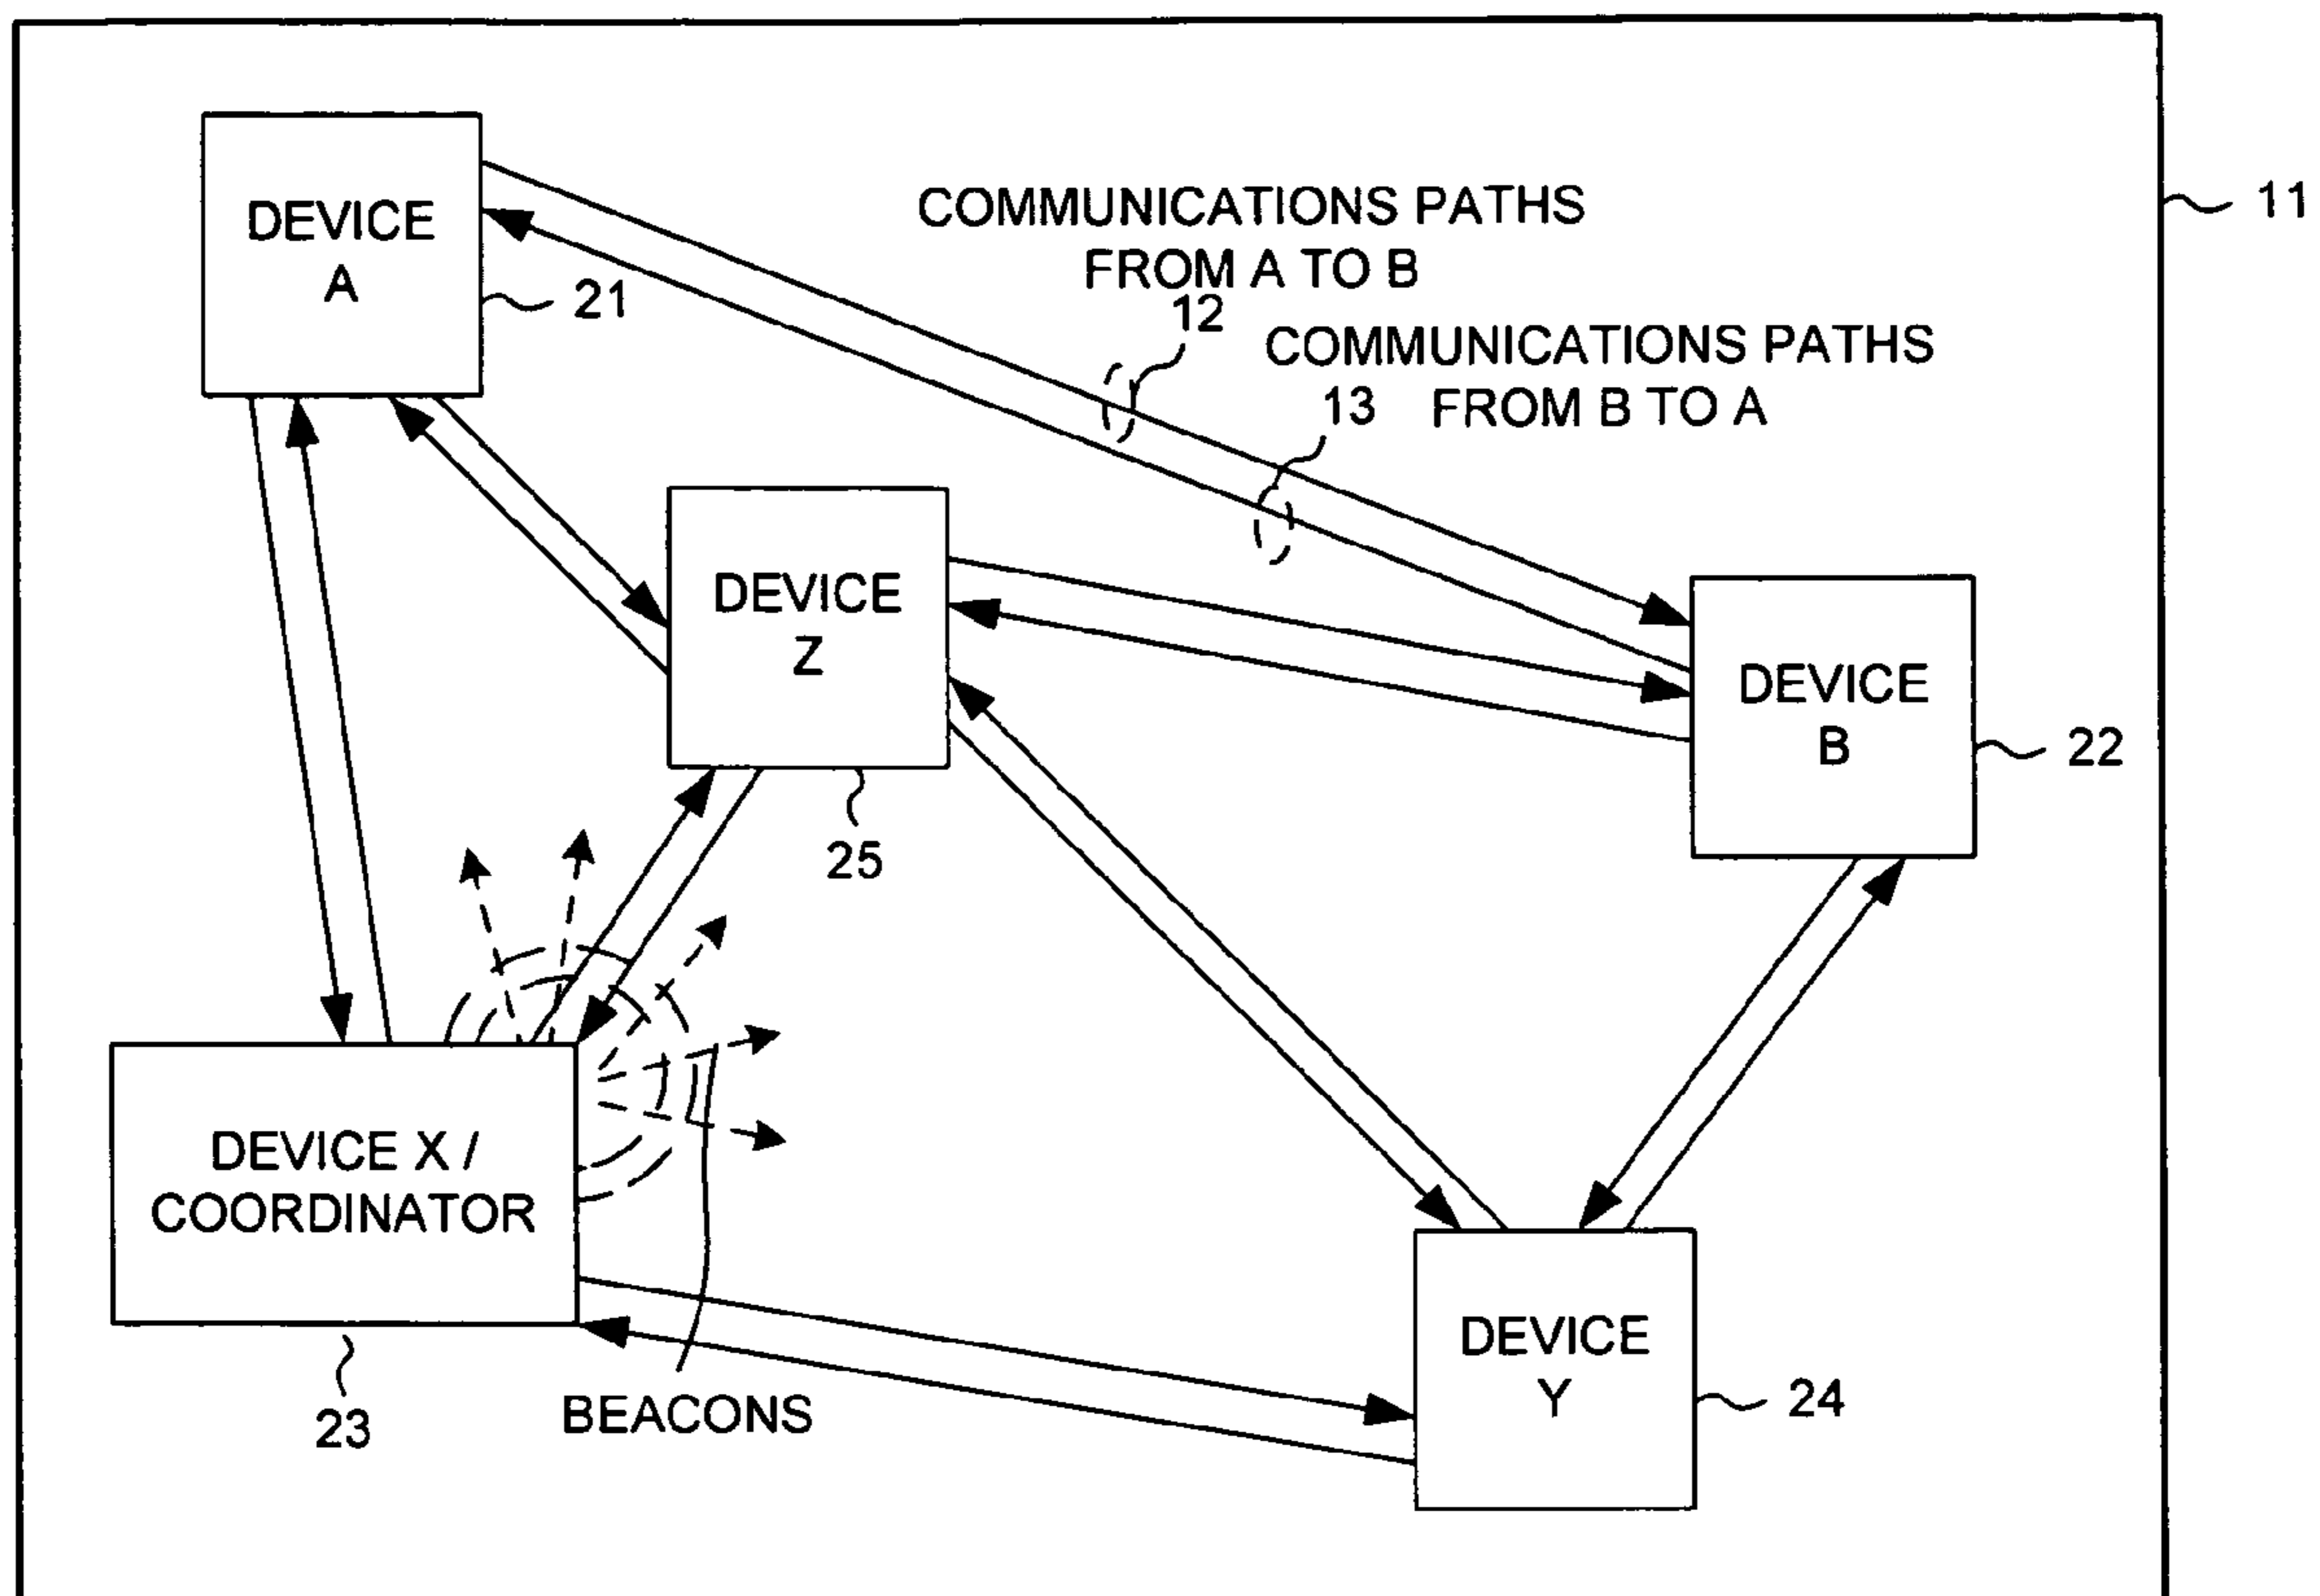 11
DEVICE
A
21
COMMUNICATIONS PATHS
FROM A TO B
12
COMMUNICATIONS PATHS
13 FROM B TO A
DEVICE
Z
25
DEVICE
B
22
DEVICE X /
COORDINATOR
23
BEACONS
DEVICE
Y
24